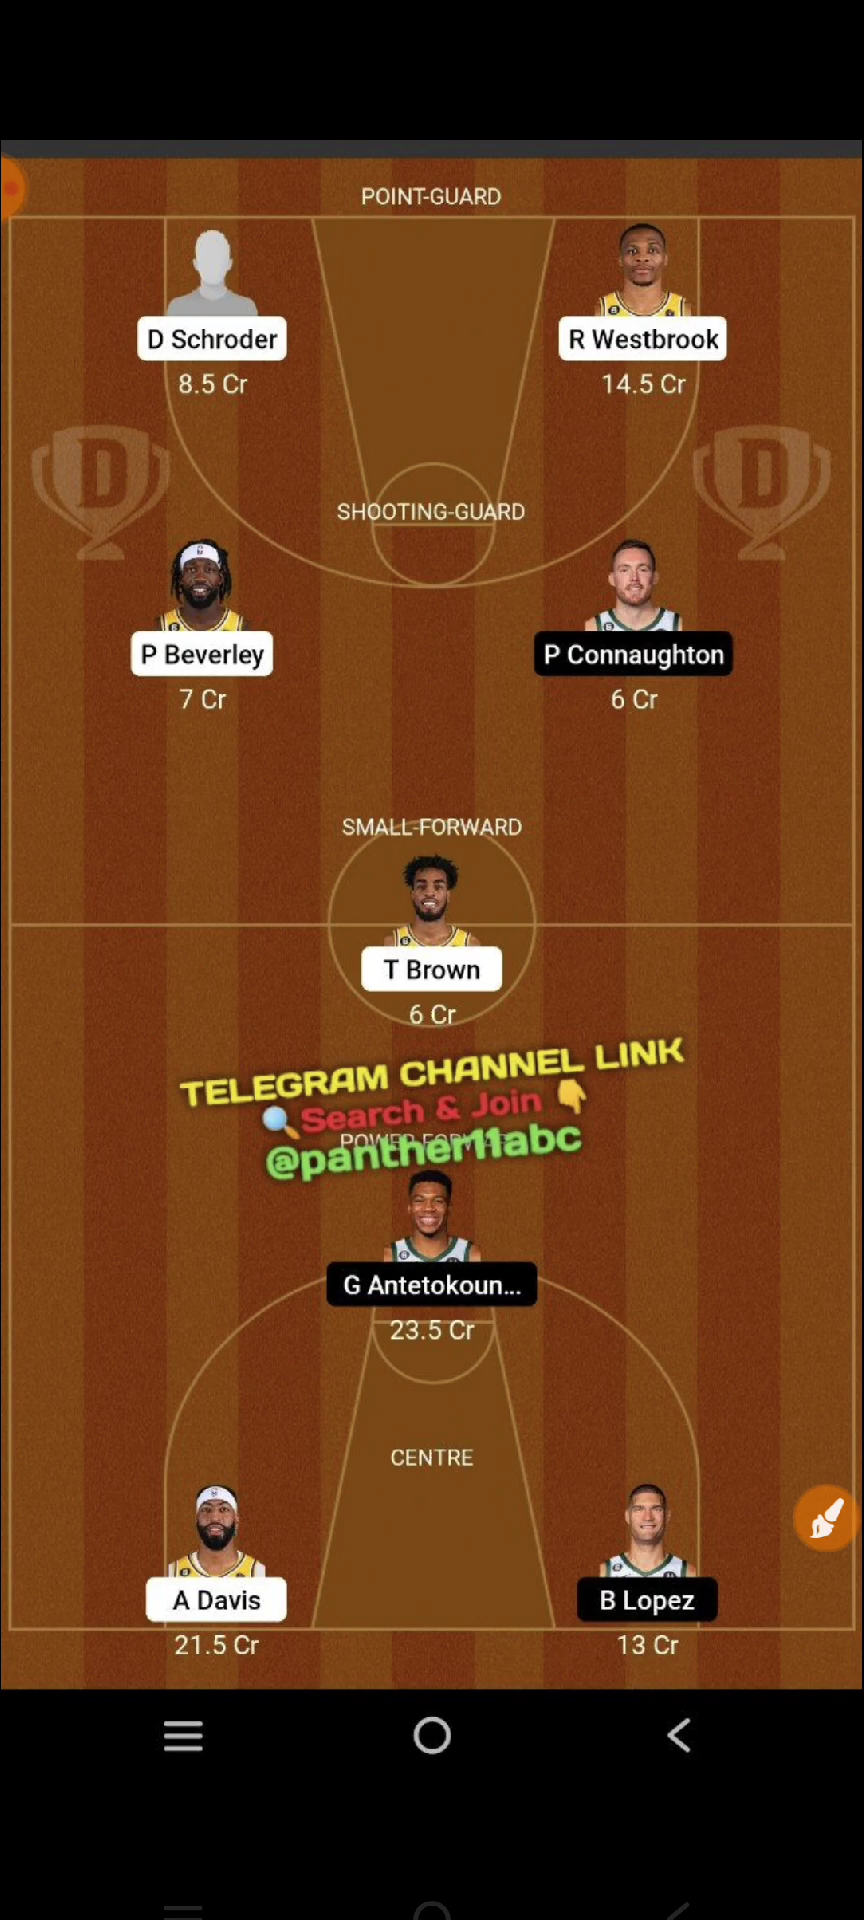 POINT-GUARD
D Schroder
R Westbrook
8.5 Cr
14.5 Cr
D
D
SHOOTING-GUARD
P Beverley
P Connaughton
7 Cr
6 Cr
SMALL-FORWARD
T Brown
6 Cr
TELEGRAM CHANNEL LINK
🔍Search & Join 👇
@panther11abc
G Antetokoun...
23.5 Cr
CENTRE
A Davis
B Lopez
21.5 Cr
13 Cr